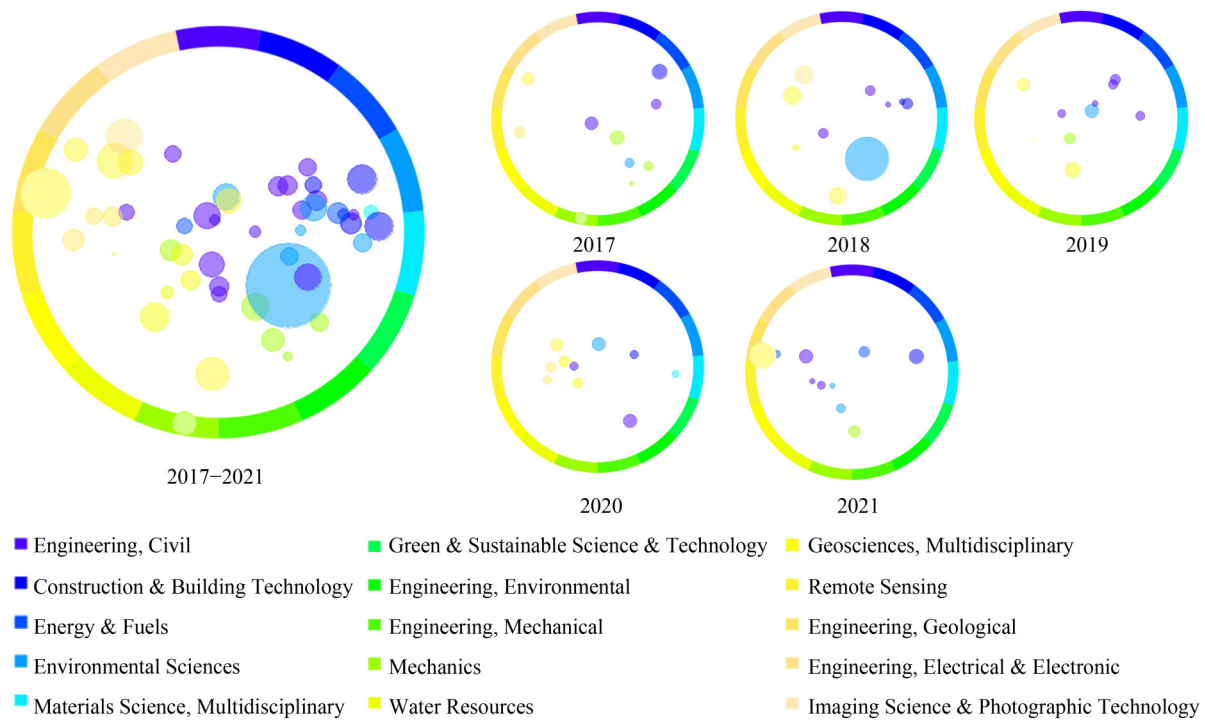 2017
2018
2019
2017−2021
2020
2021
Engineering, Civil
Construction & Building Technology
Energy & Fuels
Environmental Sciences
Materials Science, Multidisciplinary
Green & Sustainable Science & Technology
Engineering, Environmental
Engineering, Mechanical
Mechanics
Water Resources
Geosciences, Multidisciplinary
Remote Sensing
Engineering, Geological
Engineering, Electrical & Electronic
Imaging Science & Photographic Technology